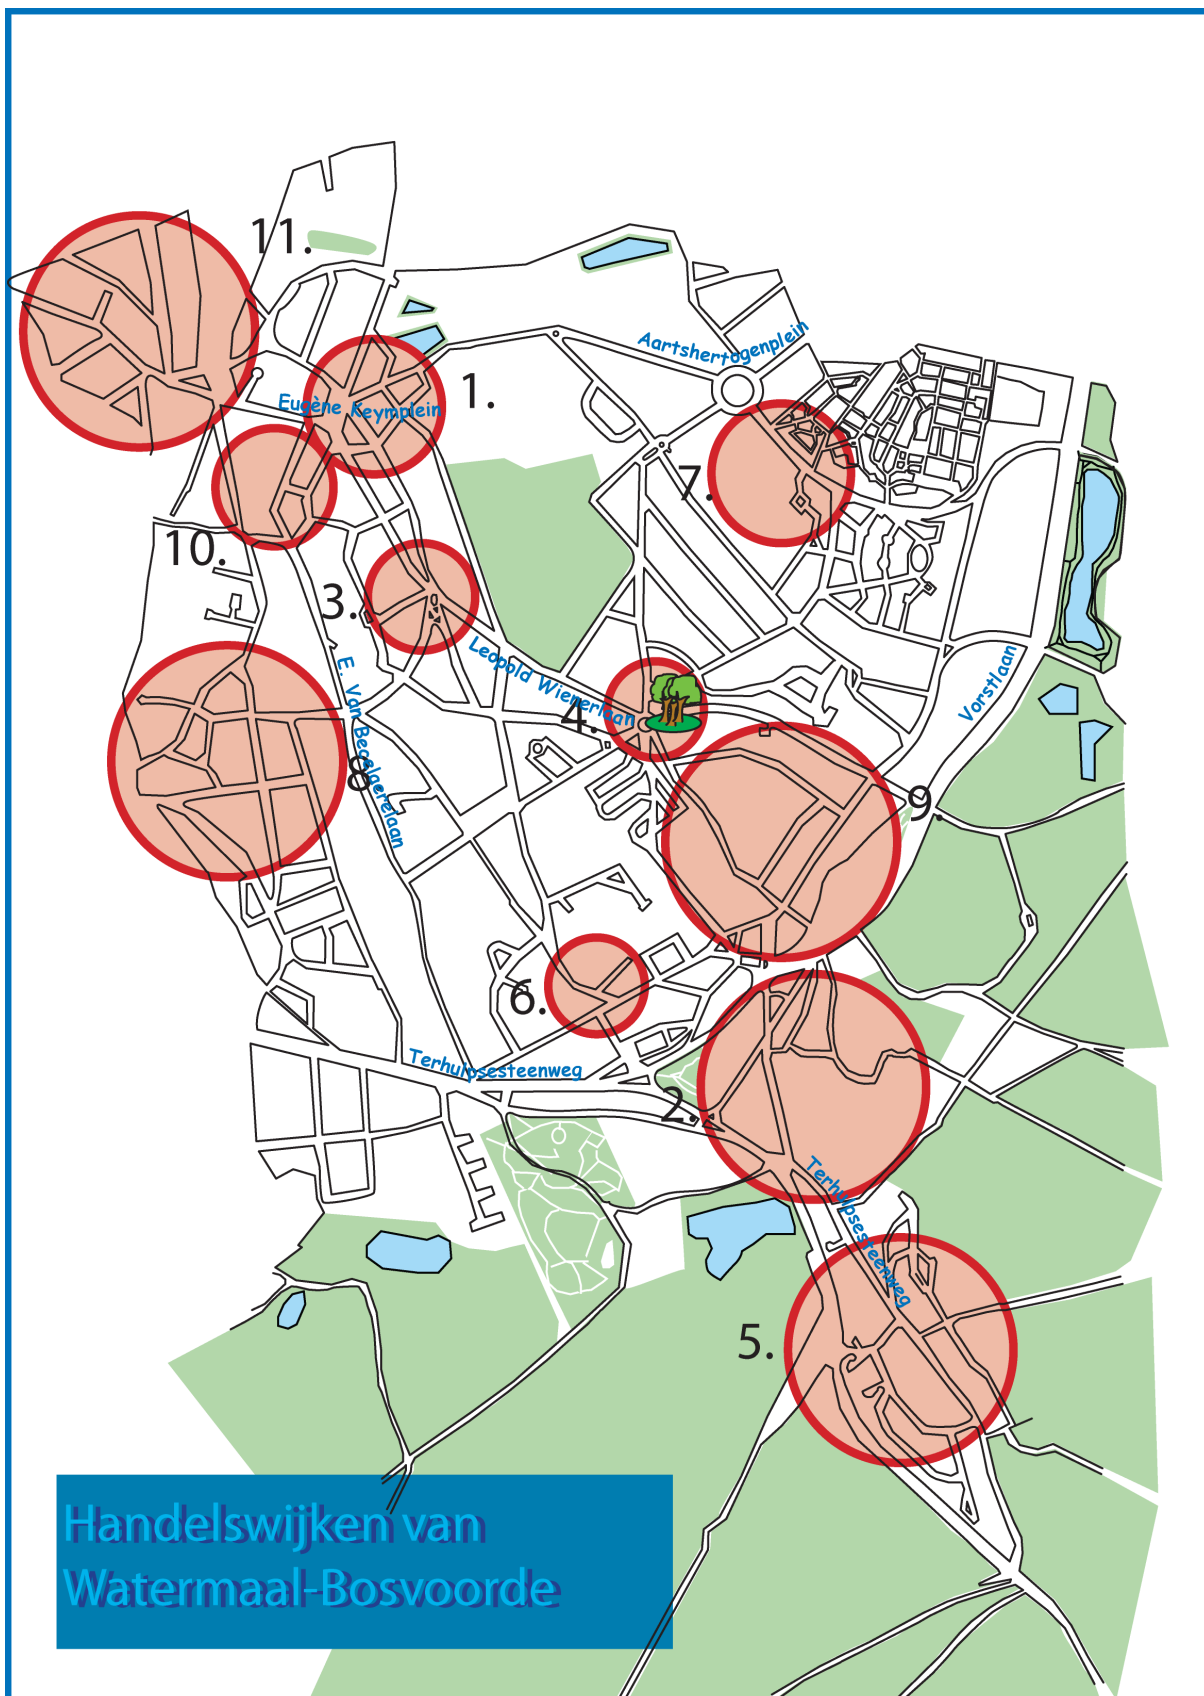 11.
Aartshertogenplein
1.
Eugène Keymplein
7.
10.
3.
Leopold Wienerlaan
E. Van Becelaerelaan
Vorstlaan
4.
8
9.
6.
Terhulpsesteenweg
2.
Terhulpsesteenweg
5.
Handelswijken van
Watermaal-Bosvoorde